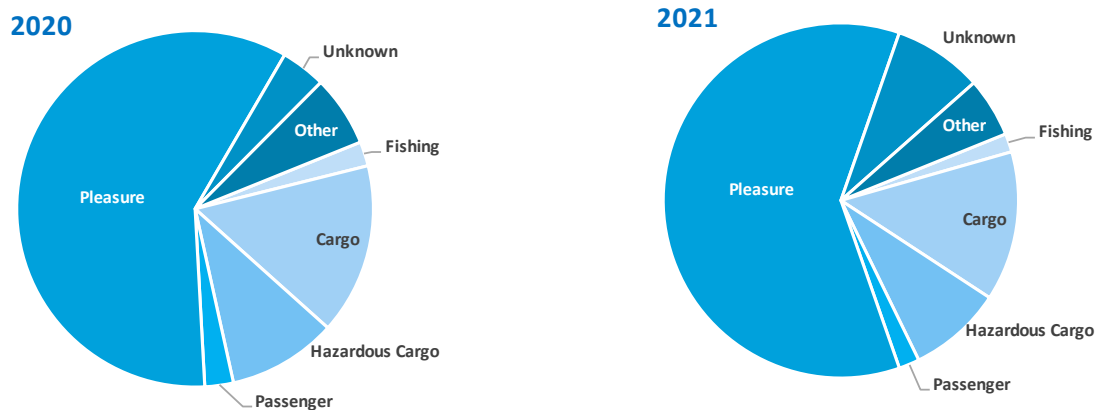 2020
Unknown
Other
Fishing
Pleasure
Cargo
Hazardous Cargo
Passenger
2021
Unknown
Other
Fishing
Pleasure
Cargo
Hazardous Cargo
Passenger